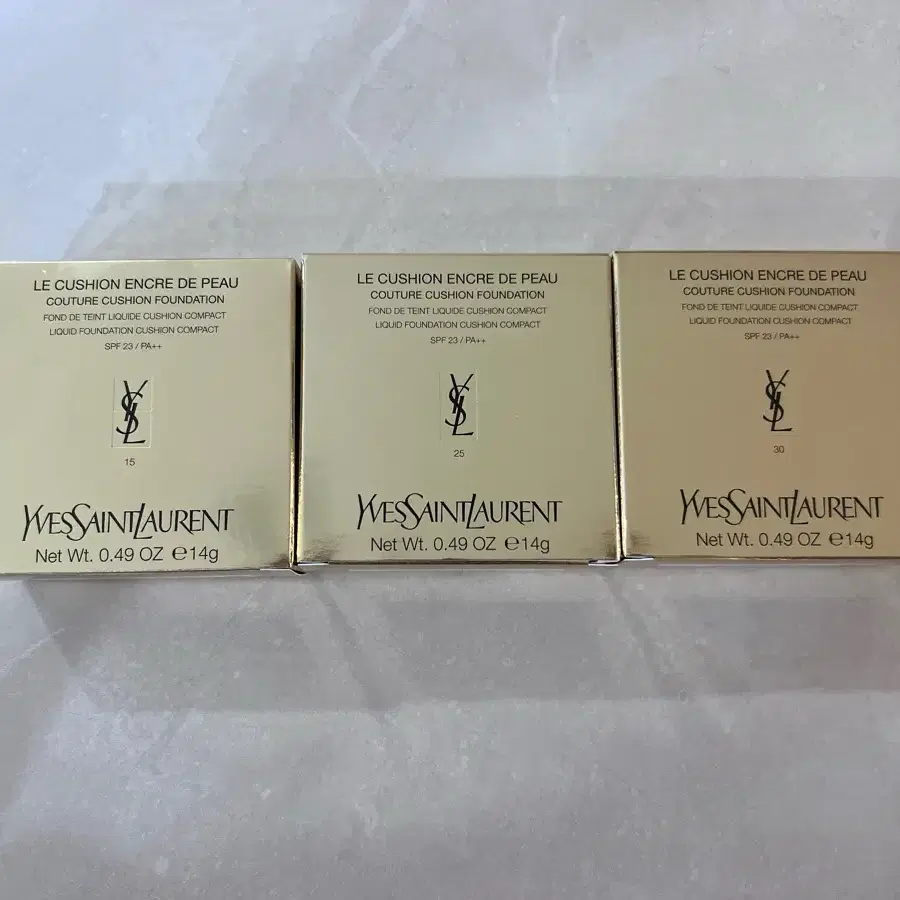 LE CUSHION ENCRE DE PEAU
COUTURE CUSHION FOUNDATION
FOND DE TEINT LIQUIDE CUSHION COMPACT
LIQUID FOUNDATION CUSHION COMPACT
SPF 23 / PA++
YSL
15
YVESSAINTLAURENT
Net Wt. 0.49 OZ ℮14g
LE CUSHION ENCRE DE PEAU
COUTURE CUSHION FOUNDATION
FOND DE TEINT LIQUIDE CUSHION COMPACT
LIQUID FOUNDATION CUSHION COMPACT
SPF 23 / PA++
YSL
25
YVESSAINTLAURENT
Net Wt. 0.49 OZ ℮14g
LE CUSHION ENCRE DE PEAU
COUTURE CUSHION FOUNDATION
FOND DE TEINT LIQUIDE CUSHION COMPACT
LIQUID FOUNDATION CUSHION COMPACT
SPF 23 / PA++
YSL
30
YVESSAINTLAURENT
Net Wt. 0.49 OZ ℮14g